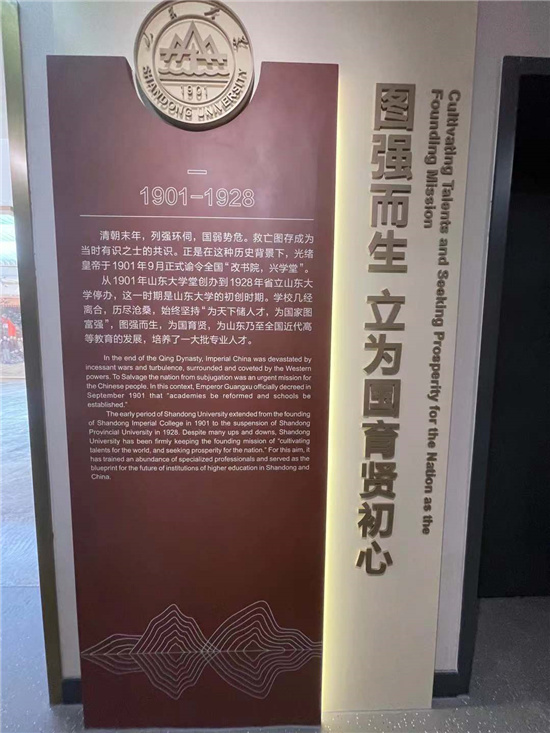 山东大学
SHANDONG UNIVERSITY
1901
1901-1928
清朝末年，列强环伺，国弱势危。救亡图存成为
当时有识之士的共识。正是在这种历史背景下，光绪
皇帝于1901年9月正式谕令全国“改书院，兴学堂”。
从1901年山东大学堂创办到1928年省立山东大
学停办，这一时期是山东大学的初创时期。学校几经
离合，历尽沧桑，始终坚持“为天下储人才，为国家图
富强”，图强而生，为国育贤，为山东乃至全国近代高
等教育的发展，培养了一大批专业人才。
In the end of the Qing Dynasty, Imperial China was devastated by
incessant wars and turbulence, surrounded and coveted by the Western
powers. To Salvage the nation from subjugation was an urgent mission for
the Chinese people. In this context, Emperor Guangxu officially decreed in
September 1901 that "academies be reformed and schools be
established."
The early period of Shandong University extended from the founding
of Shandong Imperial College in 1901 to the suspension of Shandong
Provincial University in 1928. Despite many ups and downs, Shandong
University has been firmly keeping the founding mission of "cultivating
talents for the world, and seeking prosperity for the nation." For this aim, it
has trained an abundance of specialized professionals and served as the
blueprint for the future of institutions of higher education in Shandong and
China.
图强而生 立为国育贤初心
Cultivating Talents and Seeking Prosperity for the Nation as the
Founding Mission